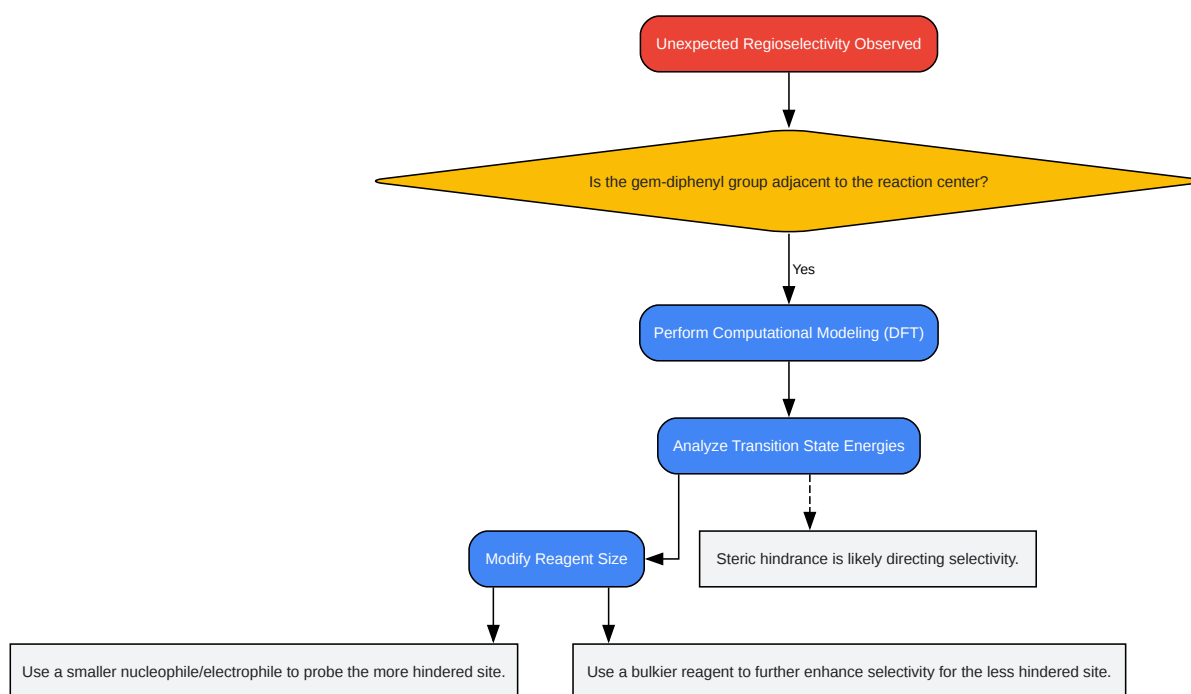 Unexpected Regioselectivity Observed
Is the gem-diphenyl group adjacent to the reaction center?
Yes
Perform Computational Modeling (DFT)
Analyze Transition State Energies
Modify Reagent Size
Steric hindrance is likely directing selectivity.
Use a smaller nucleophile/electrophile to probe the more hindered site.
Use a bulkier reagent to further enhance selectivity for the less hindered site.